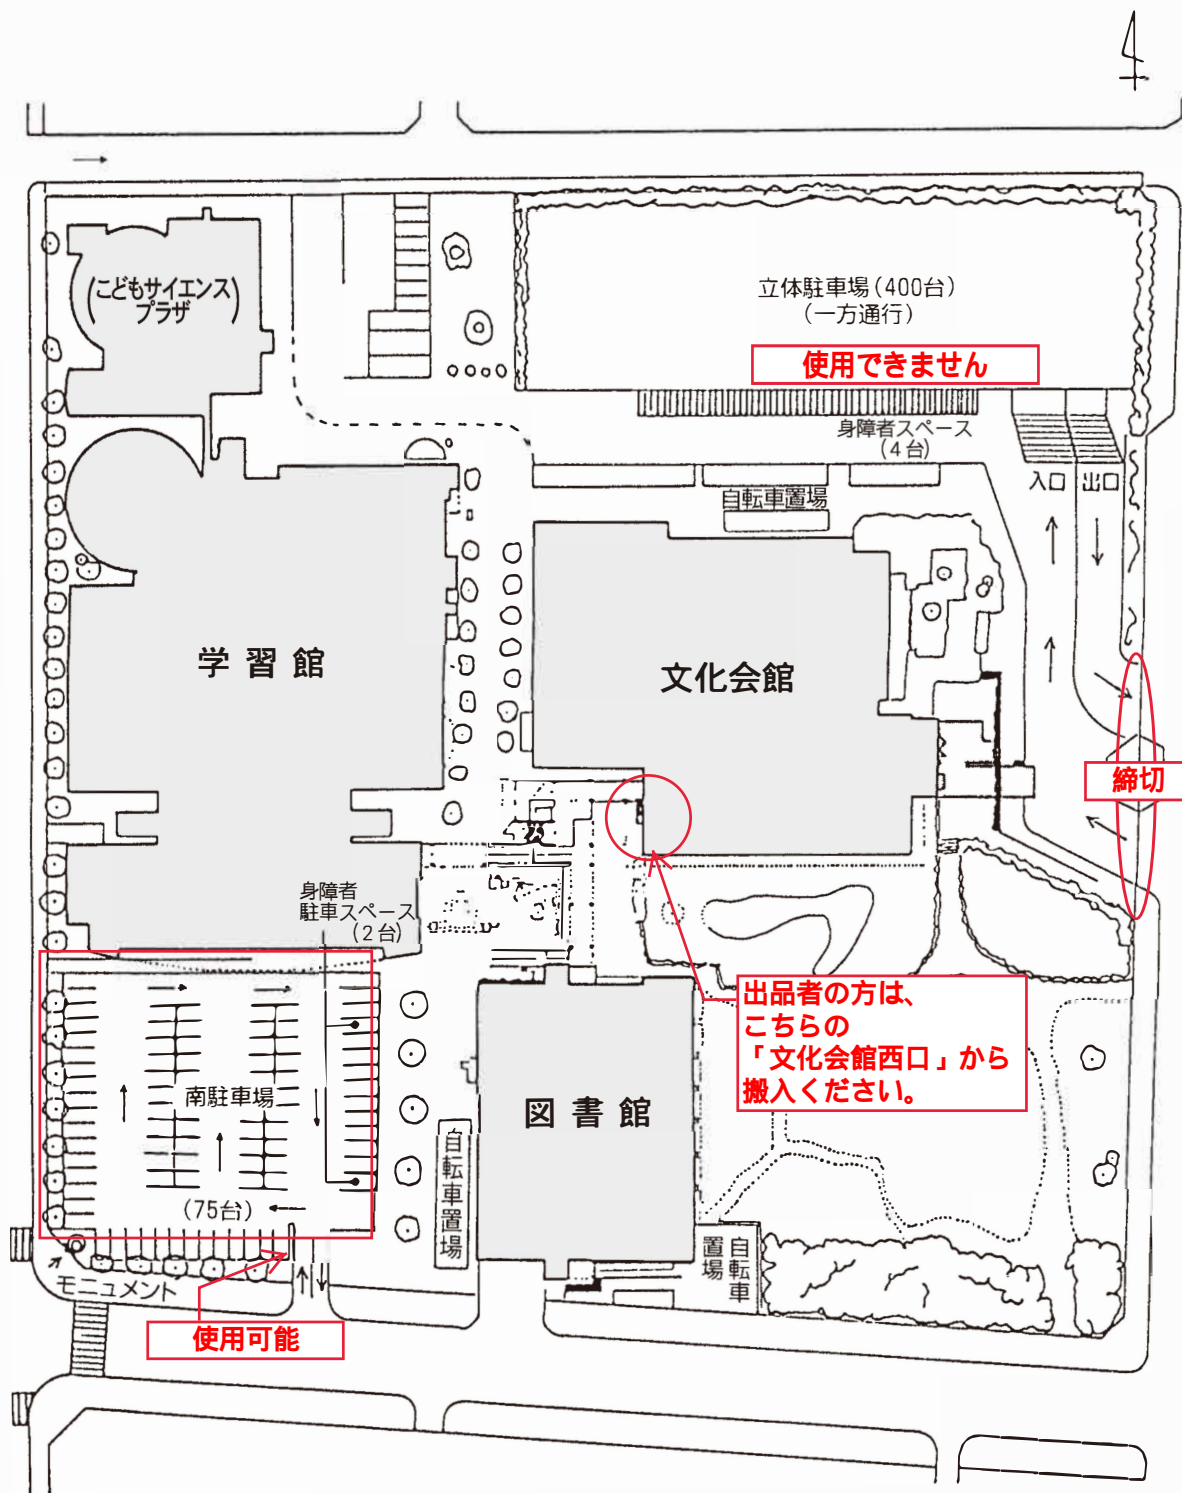 (こどもサイエンス
プラザ)
立体駐車場(400台)
(一方通行)
使用できません
身障者スペース
(4台)
入口 出口
自転車置場
学習館
文化会館
締切
身障者
駐車スペース
(2台)
出品者の方は、
こちらの
「文化会館西口」から
搬入ください。
南駐車場
(75台)
図書館
自転車置場
自転車
置場
モニュメント
使用可能